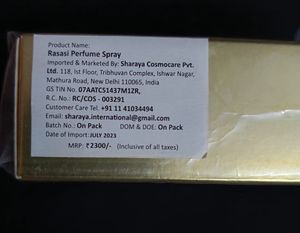 Product Name:
Rasasi Perfume Spray
Imported & Marketed By: Sharaya Cosmocare Pvt.
Ltd. 118, Ist Floor, Tribhuvan Complex, Ishwar Nagar,
Mathura Road, New Delhi 110065, India
GS TIN No. 07AATCS1437M1ZR,
R.C. No.: RC/COS - 003291
Customer Care Tel. +91 11 41034494
Email: sharaya.international@gmail.com
Batch No.: On Pack DOM & DOE: On Pack
Date of Import: JULY 2023
MRP: ₹2300/- (Inclusive of all taxes)